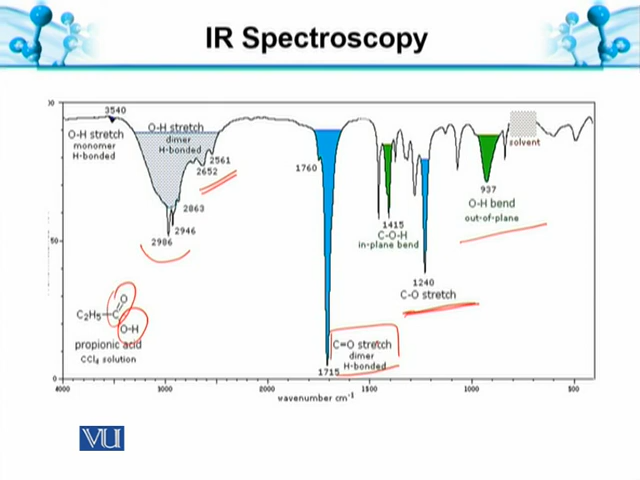 IR Spectroscopy
3540
O-H stretch
monomer
H-bonded
O-H stretch
dimer
H-bonded
2561
2652
2863
2946
2986
1760
1415
C-O-H
in-plane bend
1240
C-O stretch
937
O-H bend
out-of-plane
solvent
C₂H₅-C
O
O-H
propionic acid
CCl₄ solution
C=O stretch
dimer
H-bonded
1715
50
0
4000 3000 2000 1500 1000 500
wavenumber cm⁻¹
VU